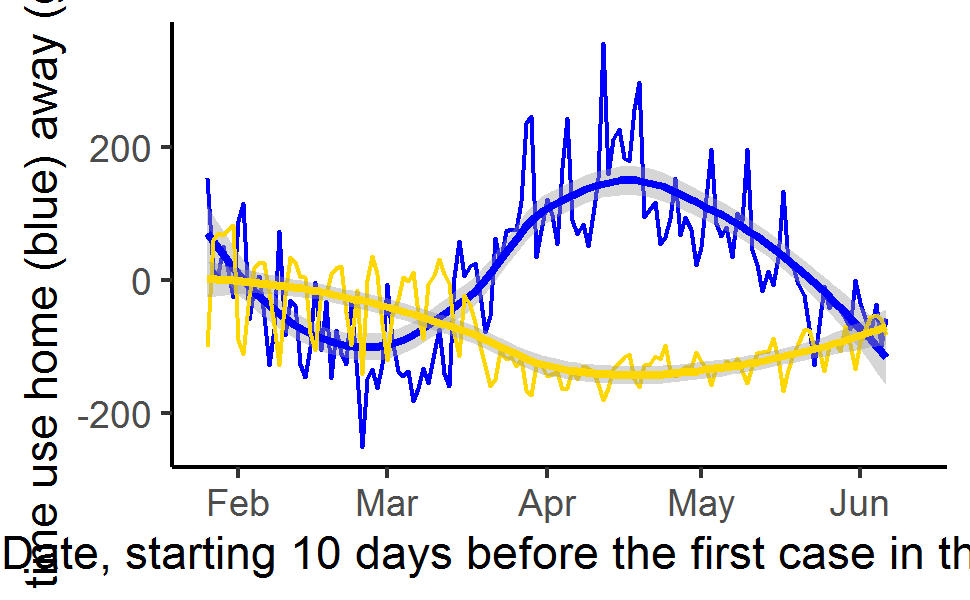 time use home (blue) away (
200
0
-200
Feb Mar Apr May Jun
Date, starting 10 days before the first case in th